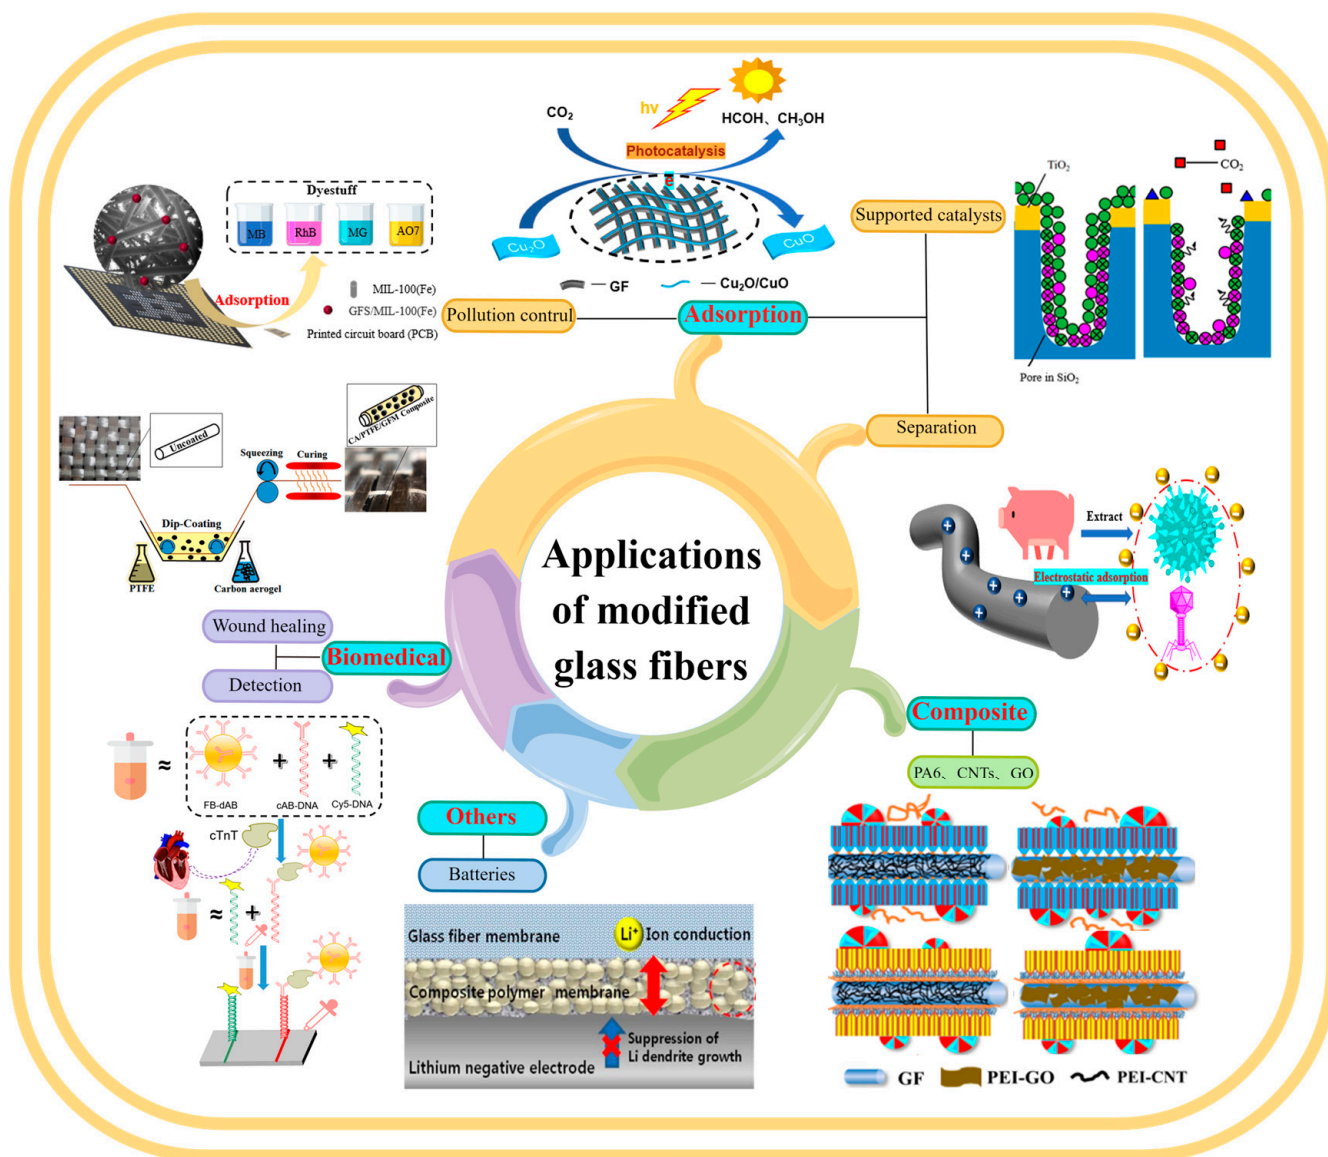 CO₂
hv
HCOH、CH₃OH
Photocatalysis
e
Cu₂O
CuO
GF
Cu₂O/CuO
Dyestuff
MB
RhB
MG
AO7
Adsorption
MIL-100(Fe)
GFS/MIL-100(Fe)
Printed circuit board (PCB)
Pollution contrul
Adsorption
Supported catalysts
Separation
TiO₂
CO₂
Pore in SiO₂
Uncoated
CA/PTFE/GFM Composite
Squeezing
Curing
Dip-Coating
PTFE
Carbon aerogel
Extract
Electrostatic adsorption
Applications
of modified
glass fibers
Wound healing
Biomedical
Detection
Composite
PA6、CNTs、GO
Others
Batteries
FB-dAB
cAB-DNA
Cy5-DNA
cTnT
Glass fiber membrane
Li⁺
Ion conduction
Composite polymer membrane
Suppression of
Li dendrite growth
Lithium negative electrode
GF
PEI-GO
PEI-CNT